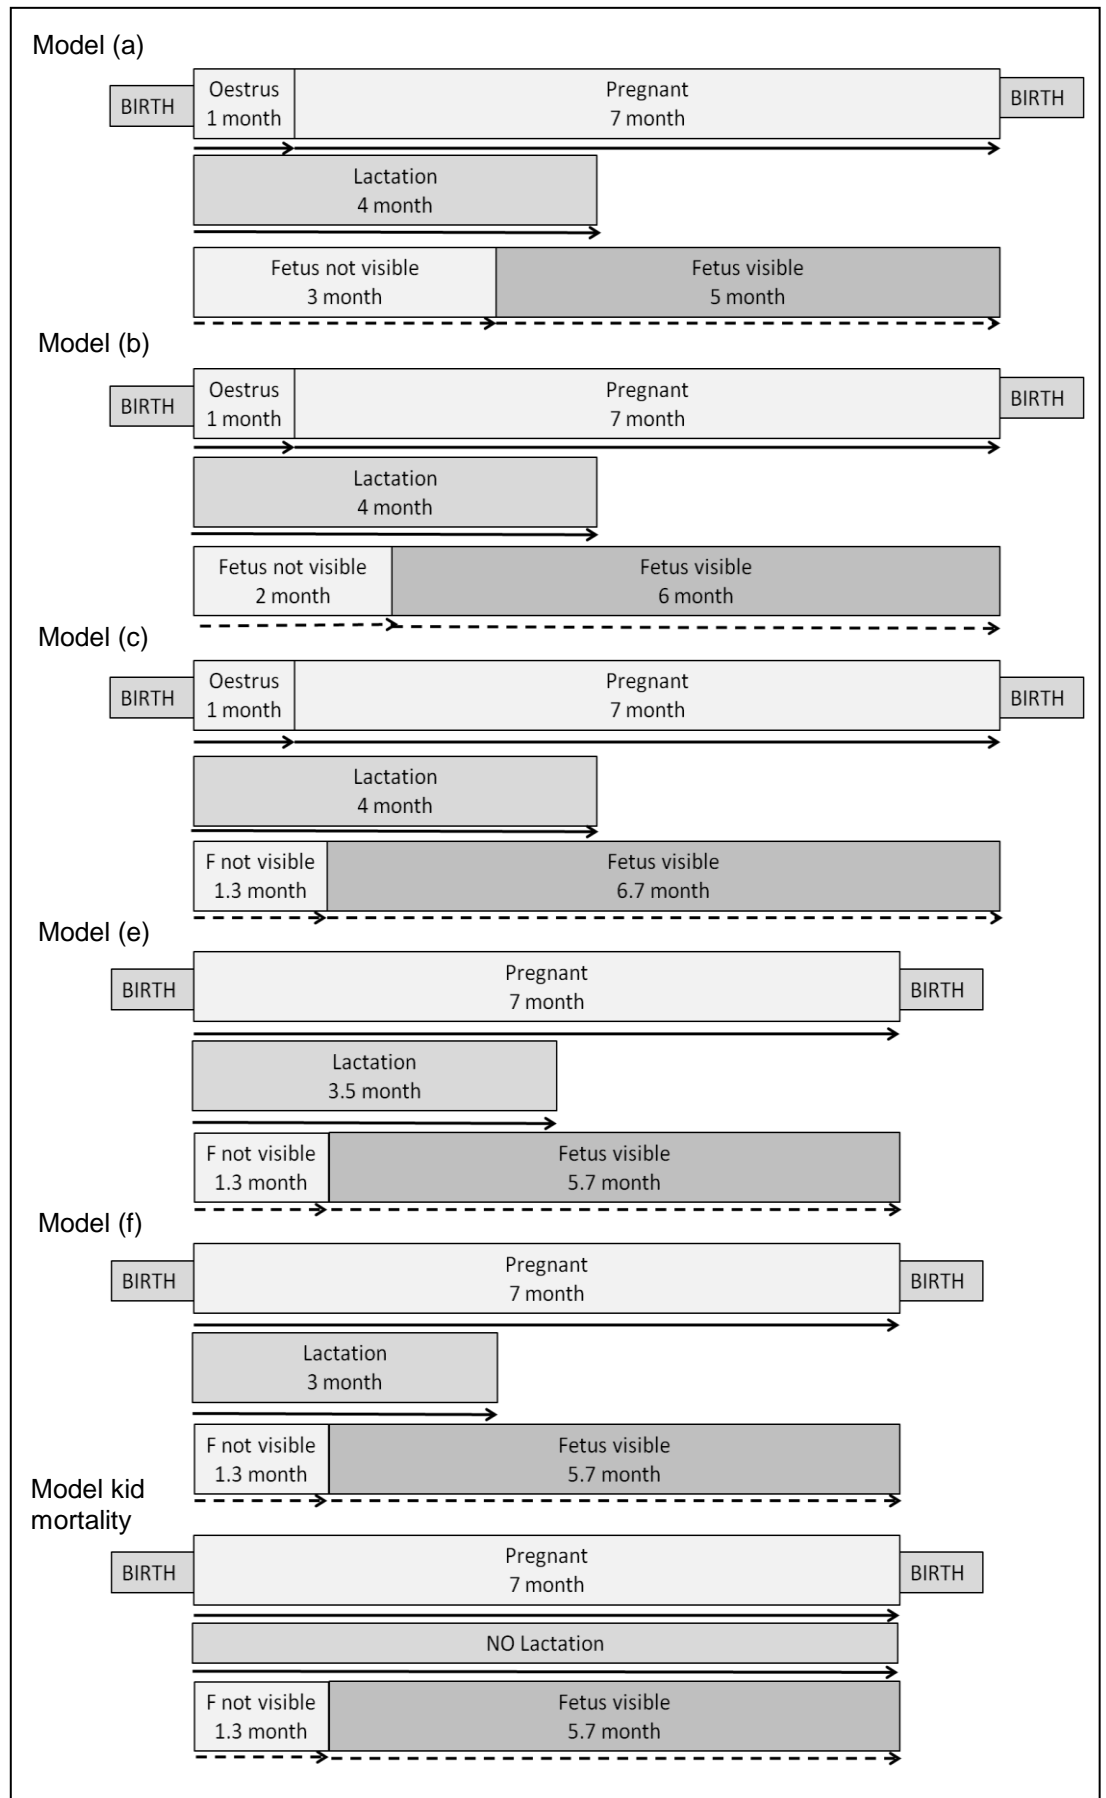 Model (a)
BIRTH
Oestrus
1 month
Pregnant
7 month
BIRTH
Lactation
4 month
Fetus not visible
3 month
Fetus visible
5 month
Model (b)
BIRTH
Oestrus
1 month
Pregnant
7 month
BIRTH
Lactation
4 month
Fetus not visible
2 month
Fetus visible
6 month
Model (c)
BIRTH
Oestrus
1 month
Pregnant
7 month
BIRTH
Lactation
4 month
F not visible
1.3 month
Fetus visible
6.7 month
Model (e)
BIRTH
Pregnant
7 month
BIRTH
Lactation
3.5 month
F not visible
1.3 month
Fetus visible
5.7 month
Model (f)
BIRTH
Pregnant
7 month
BIRTH
Lactation
3 month
F not visible
1.3 month
Fetus visible
5.7 month
Model kid
mortality
BIRTH
Pregnant
7 month
BIRTH
NO Lactation
F not visible
1.3 month
Fetus visible
5.7 month